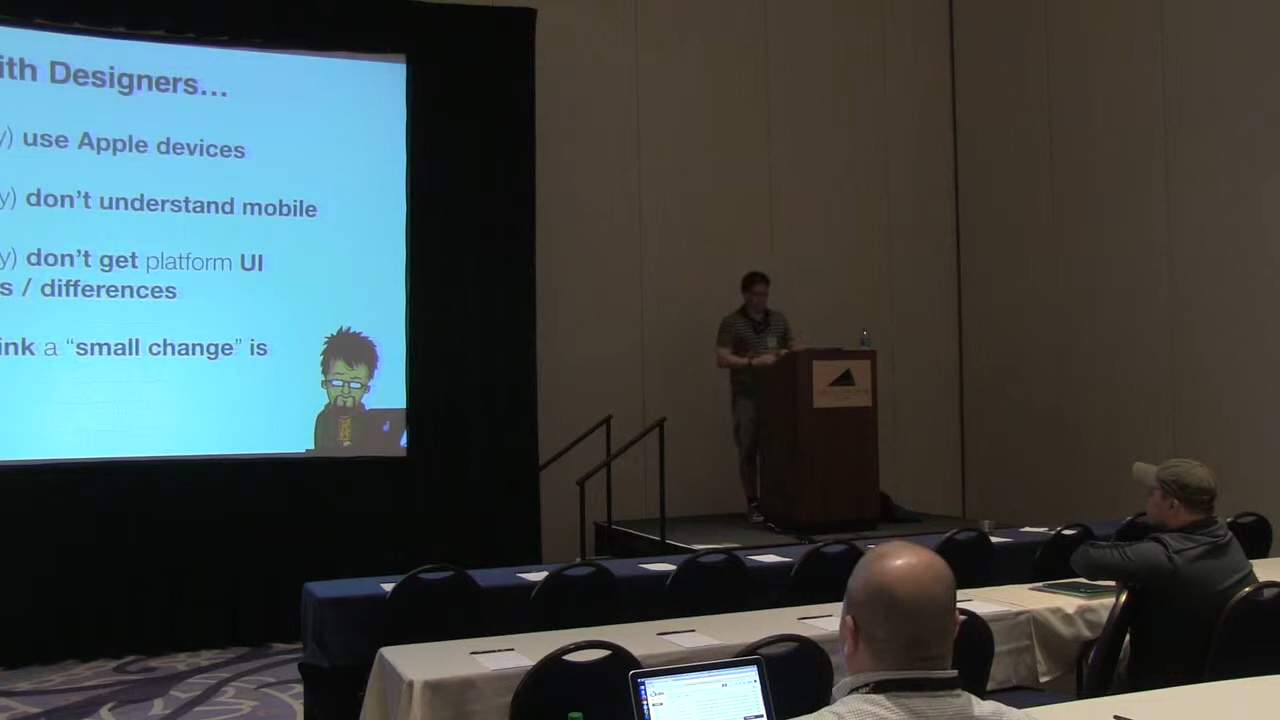 ith Designers...
y) use Apple devices
y) don't understand mobile
y) don't get platform UI
s / differences
ink a "small change" is